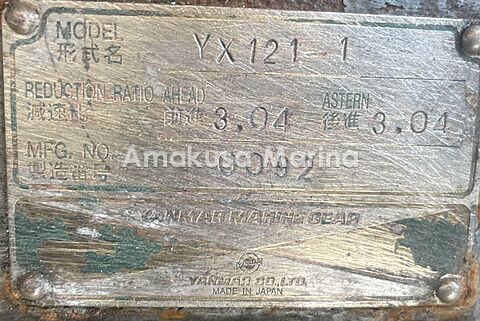 MODEL
形式名
YX121-1
REDUCTION RATIO AHEAD ASTERN
減速比 前進 3.04 後進 3.04
MFG. NO.
製造番号
0092
Amakusa Marina
YANMAR MARINE GEAR
YANMAR CO., LTD.
MADE IN JAPAN